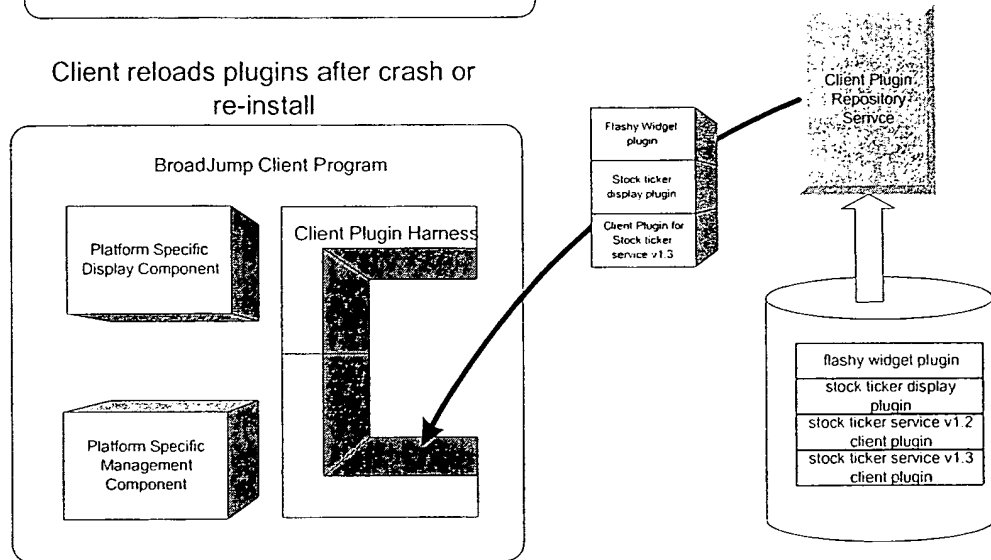 Client reloads plugins after crash or
re-install
BroadJump Client Program
Platform Specific
Display Component
Client Plugin Harness
Platform Specific
Management
Component
Flashy Widget
plugin
Stock ticker
display plugin
Client Plugin for
Stock ticker
service v1.3
Client Plugin
Repository
Serivce
flashy widget plugin
stock ticker display
plugin
stock ticker service v1.2
client plugin
stock ticker service v1.3
client plugin